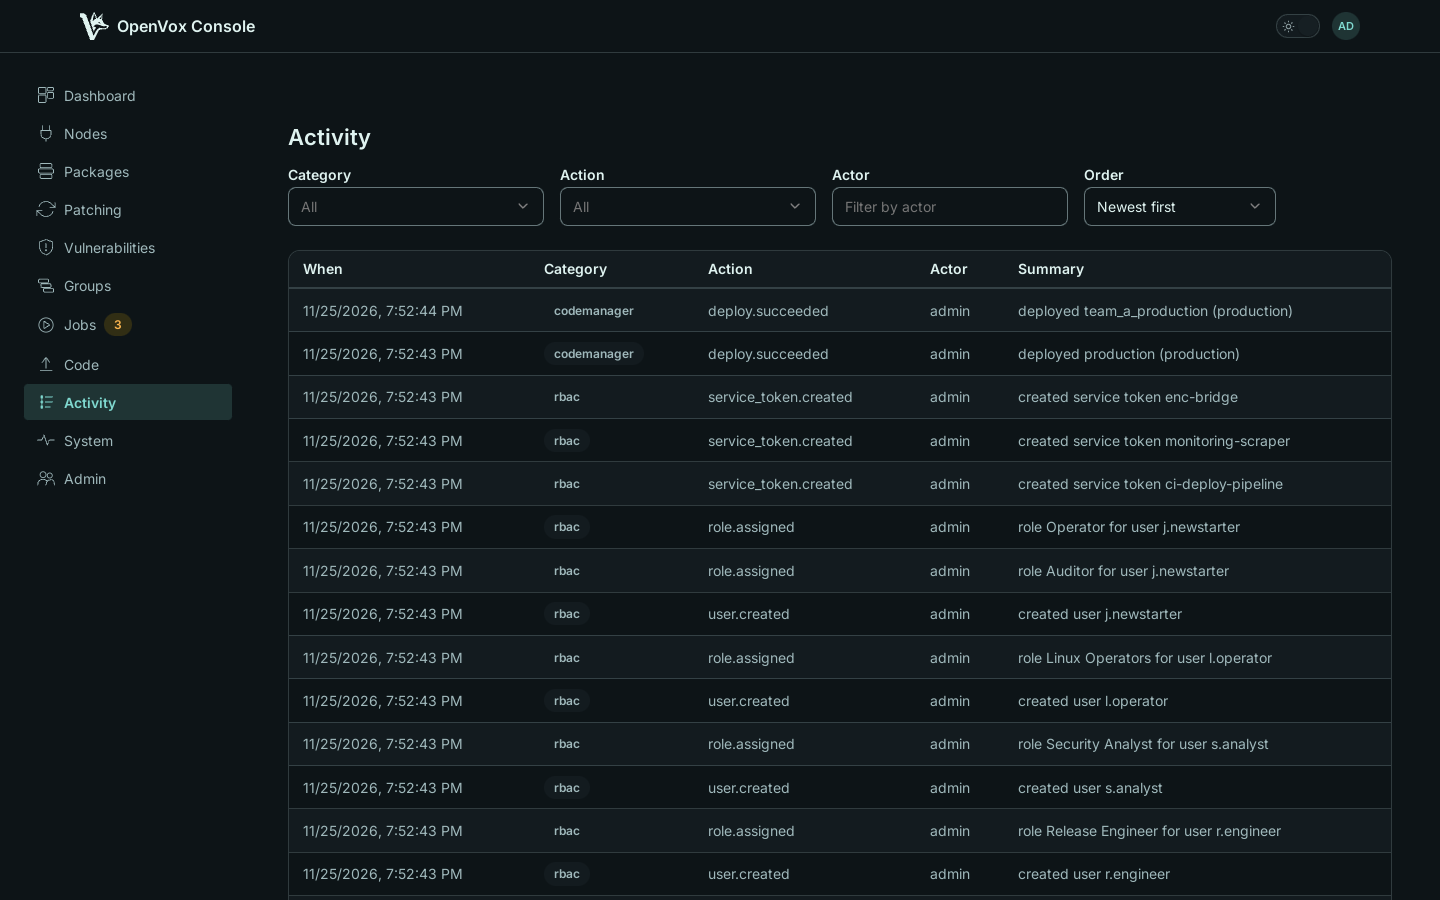 OpenVox Console
AD
Dashboard
Nodes
Packages
Patching
Vulnerabilities
Groups
Jobs 3
Code
Activity
System
Admin
Activity
Category Action Actor Order
All All Filter by actor Newest first
When Category Action Actor Summary
11/25/2026, 7:52:44 PM codemanager deploy.succeeded admin deployed team_a_production (production)
11/25/2026, 7:52:43 PM codemanager deploy.succeeded admin deployed production (production)
11/25/2026, 7:52:43 PM rbac service_token.created admin created service token enc-bridge
11/25/2026, 7:52:43 PM rbac service_token.created admin created service token monitoring-scraper
11/25/2026, 7:52:43 PM rbac service_token.created admin created service token ci-deploy-pipeline
11/25/2026, 7:52:43 PM rbac role.assigned admin role Operator for user j.newstarter
11/25/2026, 7:52:43 PM rbac role.assigned admin role Auditor for user j.newstarter
11/25/2026, 7:52:43 PM rbac user.created admin created user j.newstarter
11/25/2026, 7:52:43 PM rbac role.assigned admin role Linux Operators for user l.operator
11/25/2026, 7:52:43 PM rbac user.created admin created user l.operator
11/25/2026, 7:52:43 PM rbac role.assigned admin role Security Analyst for user s.analyst
11/25/2026, 7:52:43 PM rbac user.created admin created user s.analyst
11/25/2026, 7:52:43 PM rbac role.assigned admin role Release Engineer for user r.engineer
11/25/2026, 7:52:43 PM rbac user.created admin created user r.engineer